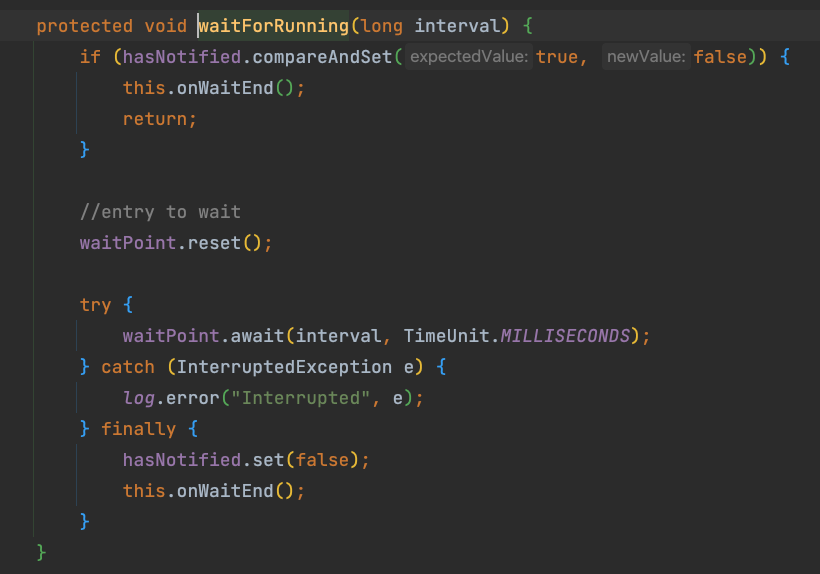 protected void waitForRunning(long interval) {
    if (hasNotified.compareAndSet( expectedValue: true, newValue: false)) {
        this.onWaitEnd();
        return;
    }

    //entry to wait
    waitPoint.reset();

    try {
        waitPoint.await(interval, TimeUnit.MILLISECONDS);
    } catch (InterruptedException e) {
        log.error("Interrupted", e);
    } finally {
        hasNotified.set(false);
        this.onWaitEnd();
    }
}